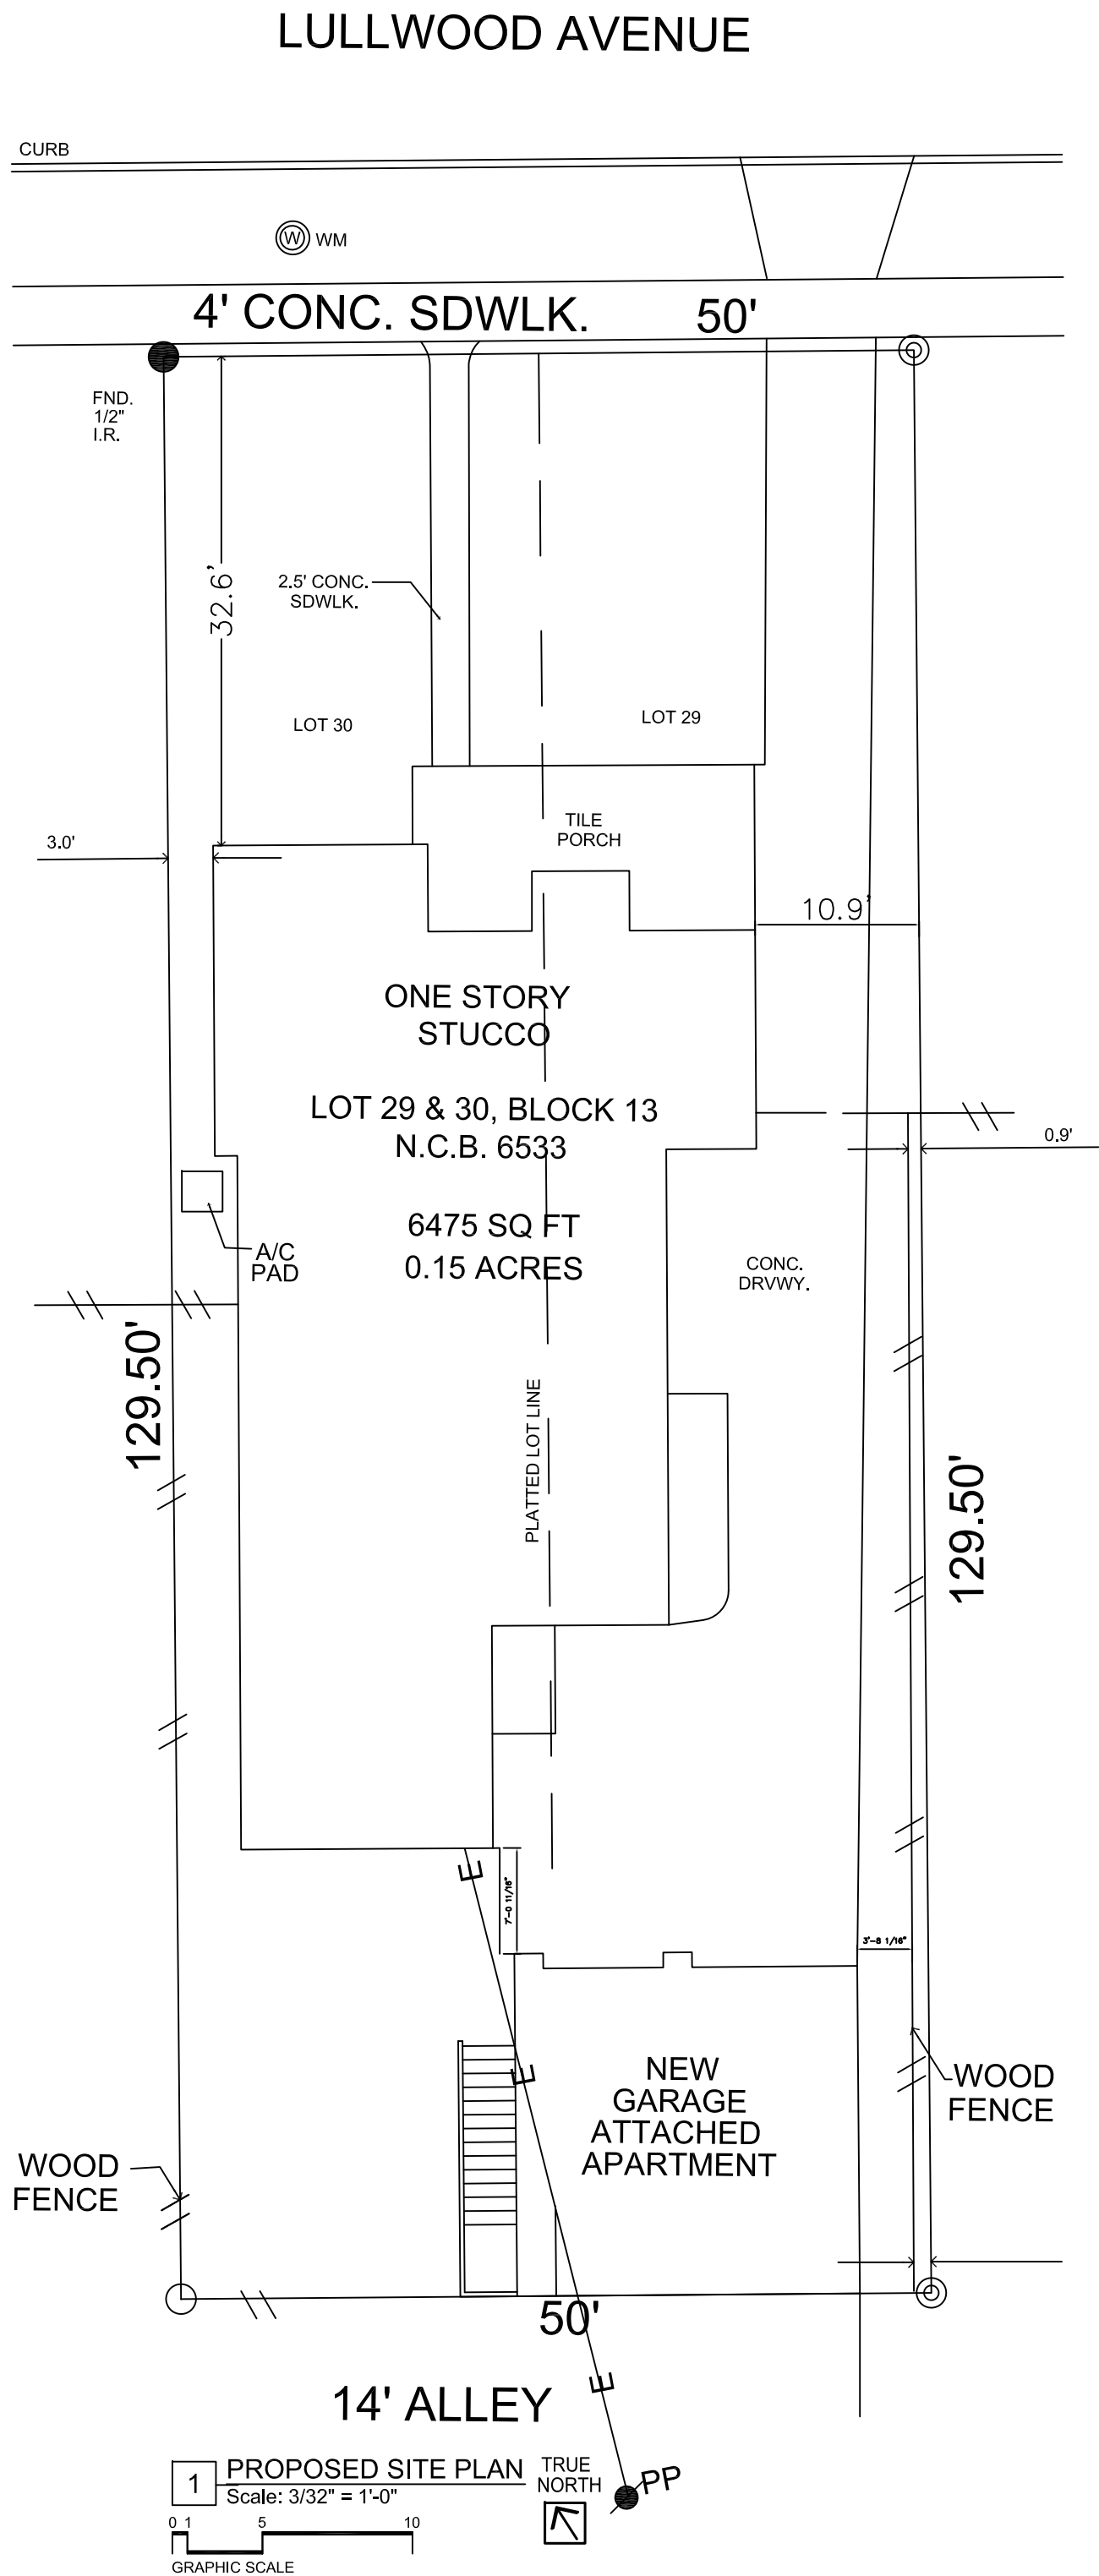 LULLWOOD AVENUE
CURB
W WM
4' CONC. SDWLK. 50'
FND.
1/2"
I.R.
32.6'
2.5' CONC.
SDWLK.
LOT 30
LOT 29
TILE
PORCH
3.0'
10.9'
ONE STORY
STUCCO
LOT 29 & 30, BLOCK 13
N.C.B. 6533
0.9'
6475 SQ FT
0.15 ACRES
A/C
PAD
CONC.
DRVWY.
129.50'
PLATTED LOT LINE
129.50'
E
7'-0 11/16"
3'-8 1/16"
E
NEW
GARAGE
ATTACHED
APARTMENT
WOOD
FENCE
WOOD
FENCE
50'
E
14' ALLEY
1 PROPOSED SITE PLAN
Scale: 3/32" = 1'-0"
TRUE
NORTH
PP
0 1 5 10
GRAPHIC SCALE